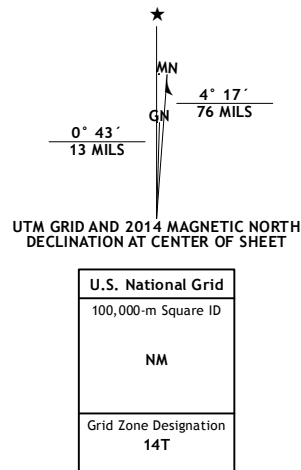 ★
MN
GN
4° 17´
76 MILS
0° 43´
13 MILS
UTM GRID AND 2014 MAGNETIC NORTH
DECLINATION AT CENTER OF SHEET
U.S. National Grid
100,000-m Square ID
NM
Grid Zone Designation
14T